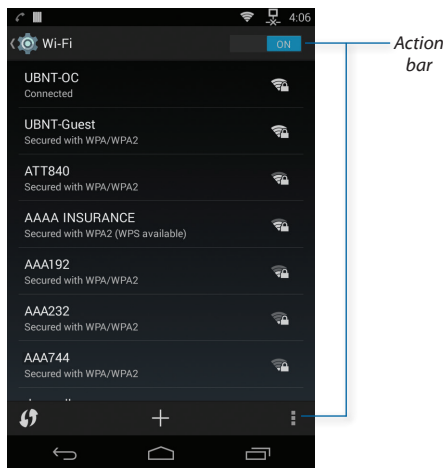 4:06
Wi-Fi
ON
Action
bar
UBNT-OC
Connected
UBNT-Guest
Secured with WPA/WPA2
ATT840
Secured with WPA/WPA2
AAAA INSURANCE
Secured with WPA2 (WPS available)
AAA192
Secured with WPA/WPA2
AAA232
Secured with WPA/WPA2
AAA744
Secured with WPA/WPA2